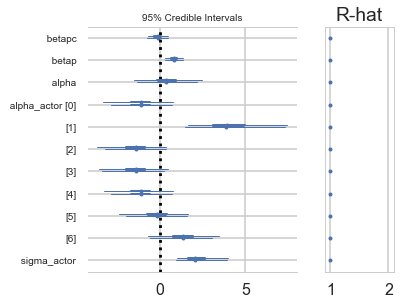 95% Credible Intervals
R-hat
betapc
betap
alpha
alpha_actor [0]
[1]
[2]
[3]
[4]
[5]
[6]
sigma_actor
0 5
1 2